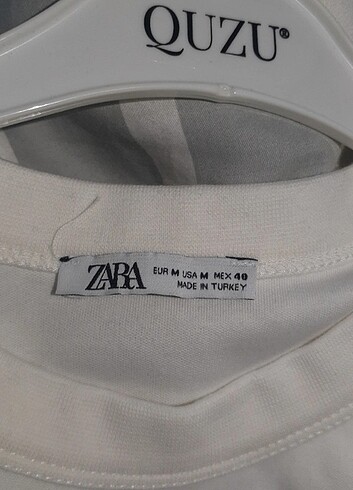 QUZU®
ZARA
EUR M USA M MEX 40
MADE IN TURKEY